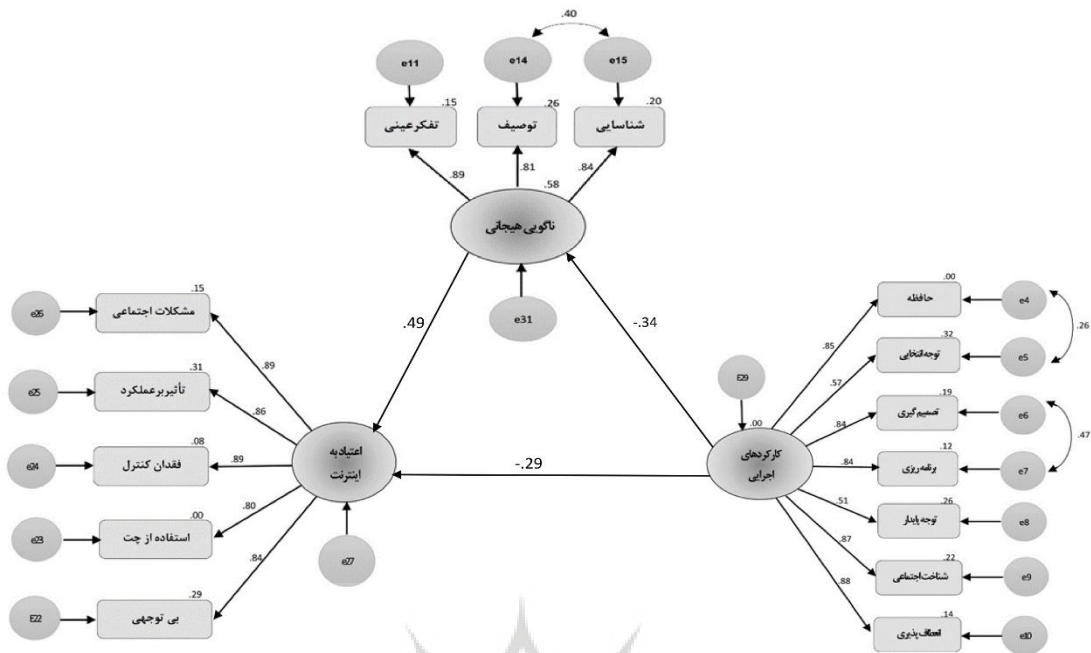 .40
e11
e14
e15
.15
.26
.20
تفکرعینی
توصیف
شناسایی
.89
.81
.84
.58
ناگویی هیجانی
e31
.49
-.34
-.29
e26
.15
مشکلات اجتماعی
.89
e25
.31
تأثیربرعملکرد
.86
e24
.08
فقدان کنترل
.89
e23
.00
استفاده از چت
.80
E22
.29
بی توجهی
.84
اعتیادبه
اینترنت
e27
E29
.00
کارکردهای
اجرایی
.00
حافظه
e4
.85
.26
.32
توجه انتخابی
e5
.57
.19
تصمیم گیری
e6
.84
.47
.12
برنامه ریزی
e7
.84
.26
توجه پایدار
e8
.51
.22
شناخت اجتماعی
e9
.87
.14
انعطاف پذیری
e10
.88